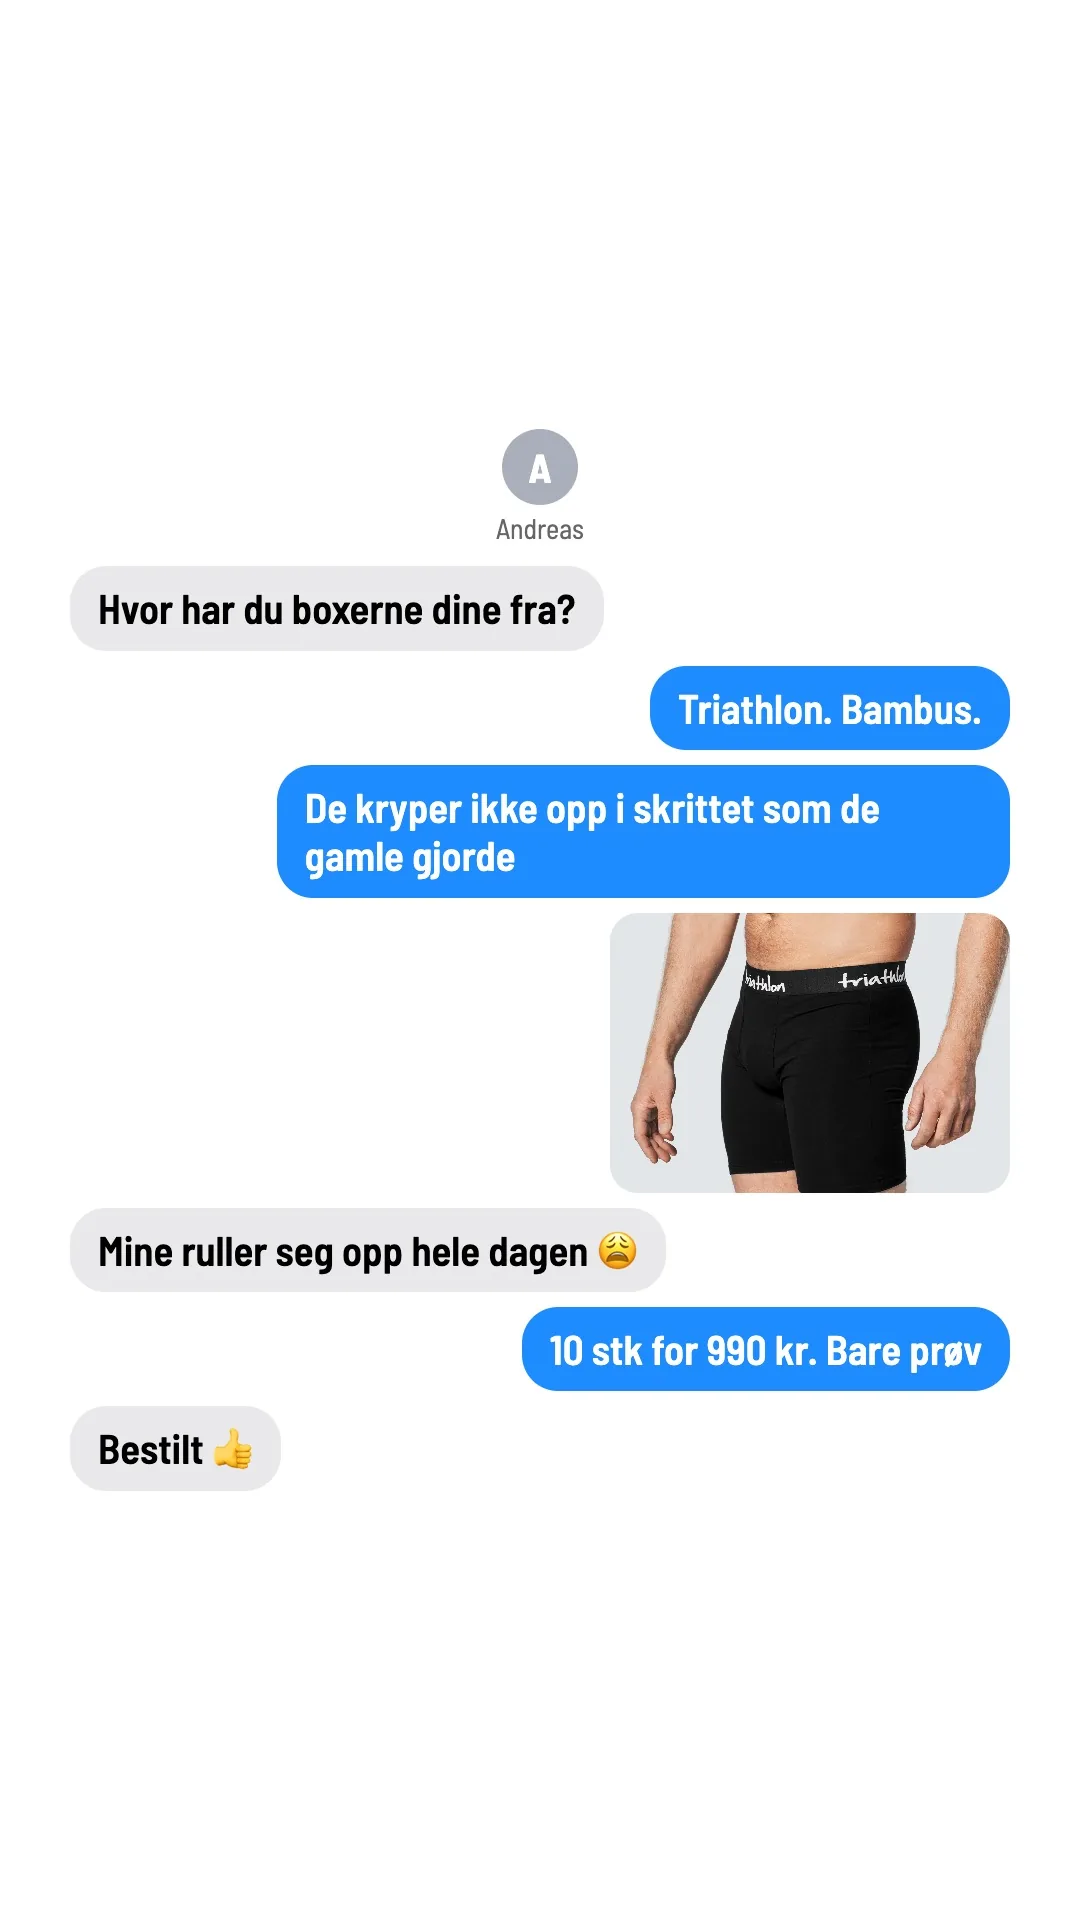 A
Andreas
Hvor har du boxerne dine fra?
Triathlon. Bambus.
De kryper ikke opp i skrittet som de
gamle gjorde
triathlon triathlon
Mine ruller seg opp hele dagen 😩
10 stk for 990 kr. Bare prøv
Bestilt 👍